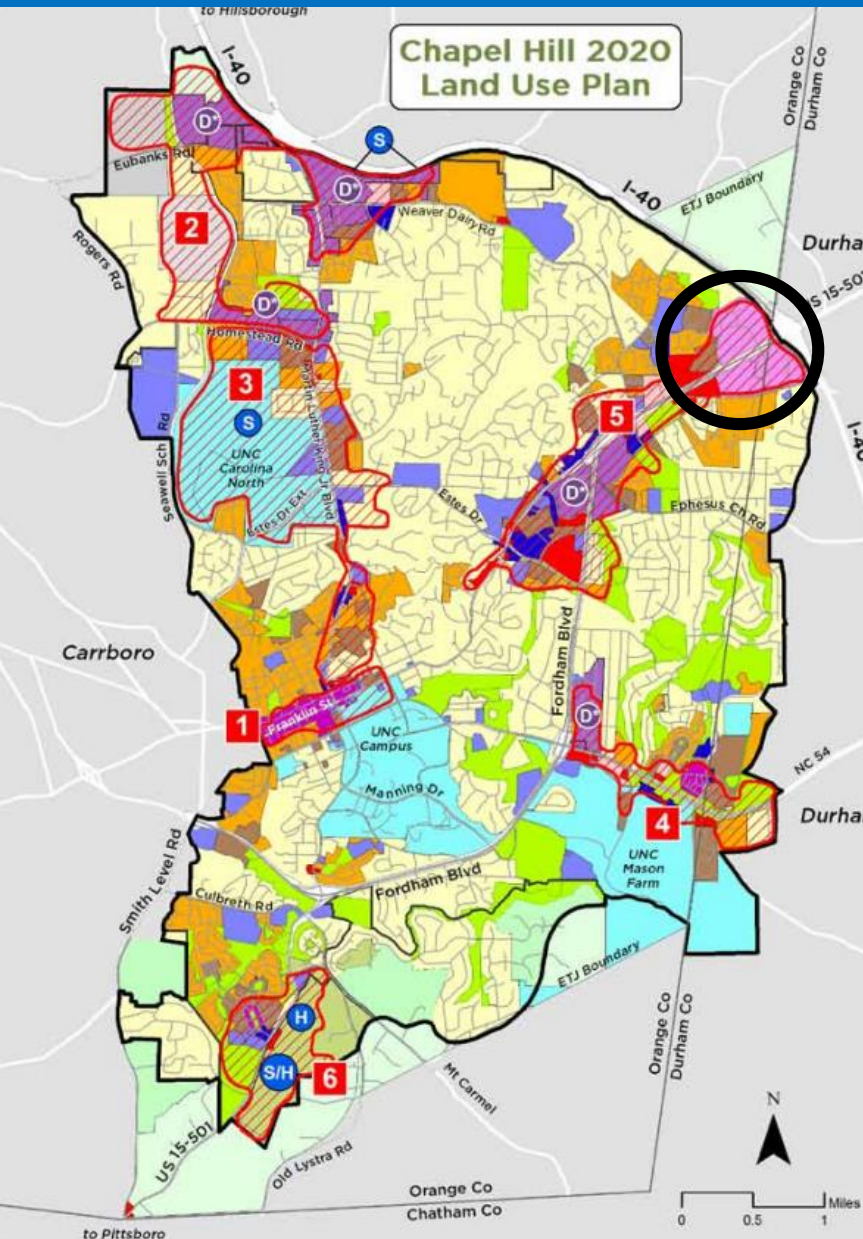 to Hillsborough
I-40
Chapel Hill 2020
Land Use Plan
Orange Co
Durham Co
D*
S
Eubanks Rd
D*
I-40
ETJ Boundary
Weaver Dairy Rd
2
Rogers Rd
Durha
US 15-501
D*
Homestead Rd
3
Martin Luther King Jr Blvd
5
S
UNC
Carolina
North
Seawell Sch Rd
I-40
D*
Estes Dr
Estes Dr Ext
Ephesus Ch Rd
Fordham Blvd
Carrboro
Franklin St
1
D*
UNC
Campus
NC 54
Manning Dr
4
Durha
UNC
Mason
Farm
Smith Level Rd
Fordham Blvd
Culbreth Rd
ETJ Boundary
H
S/H
6
Mt Carmel
Orange Co
Durham Co
N
US 15-501
Old Lystra Rd
Orange Co
Chatham Co
Miles
0 0.5 1
to Pittsboro